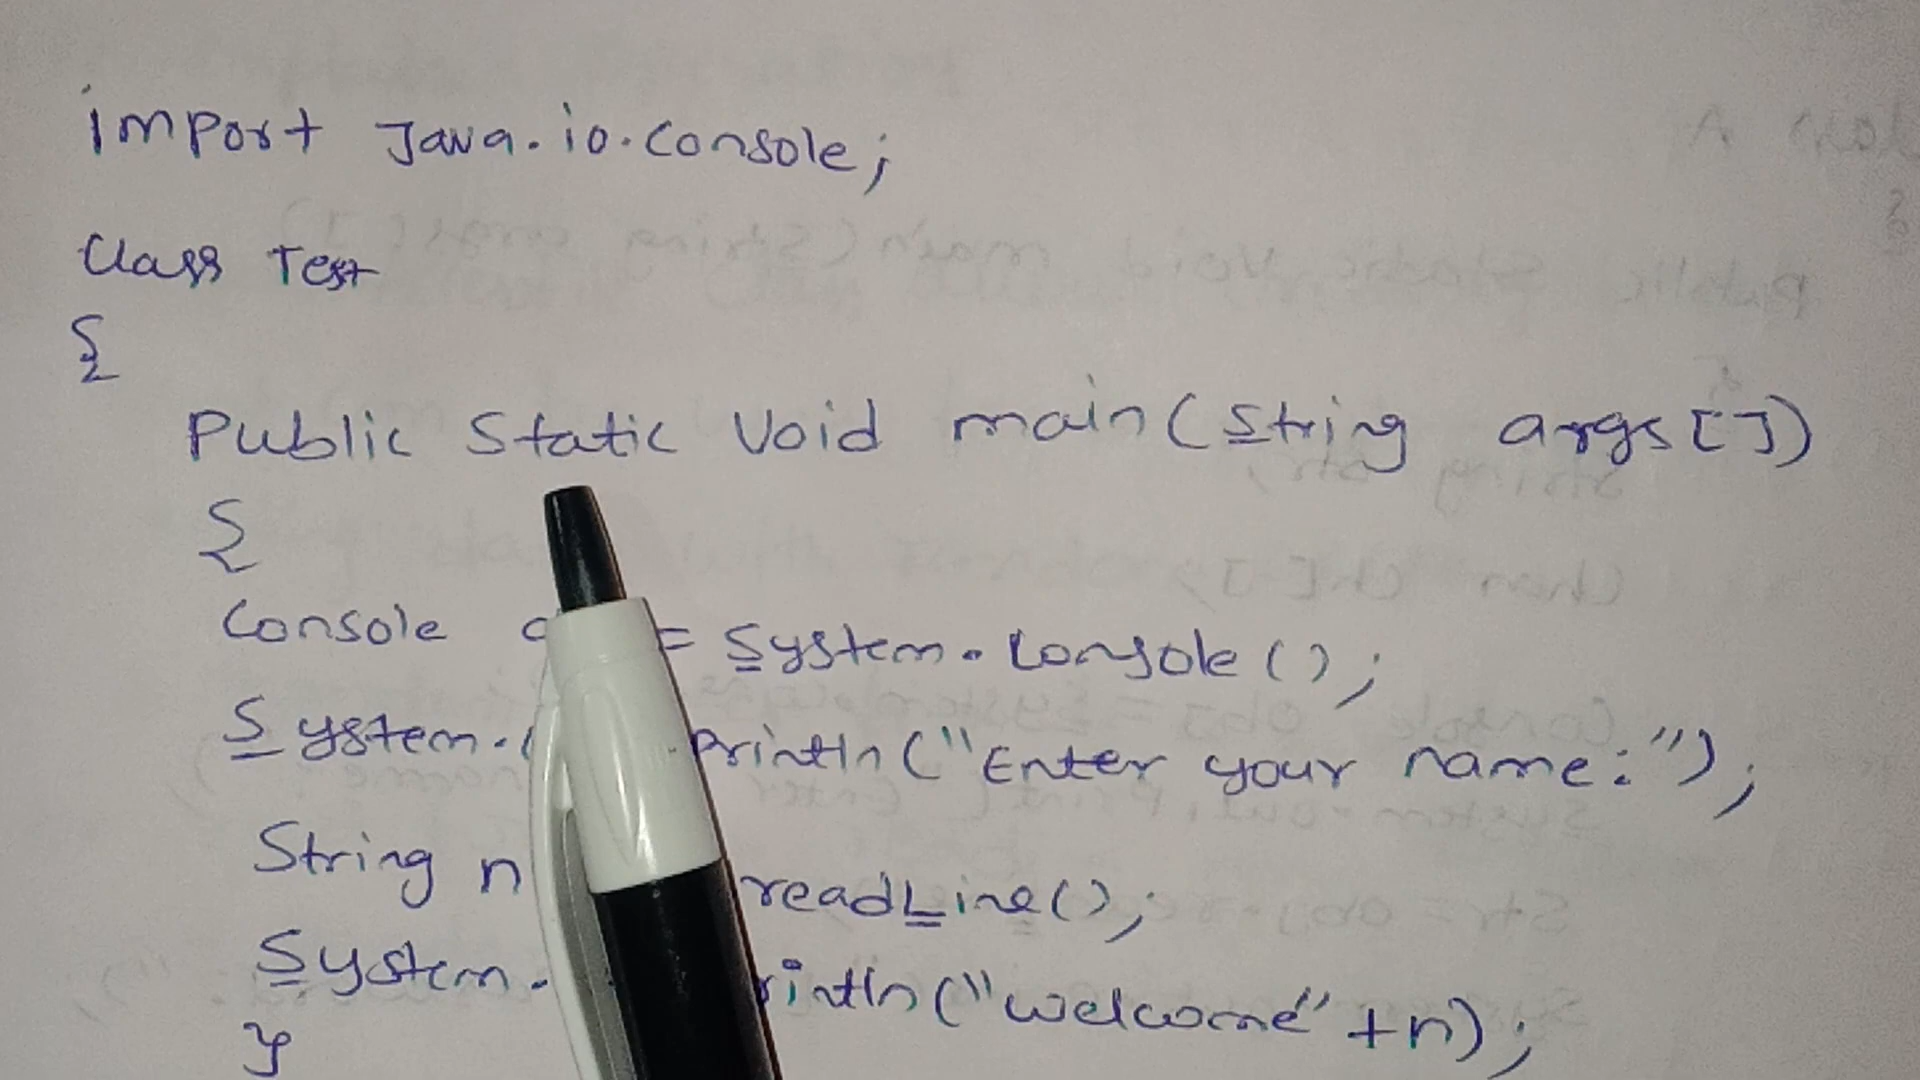 import Java.io.Console;
Class Test
{
Public Static Void main(String args[])
{
Console = System.Console();
System. Println("Enter your name:");
String n readLine();
System. println("welcome"+n);
}